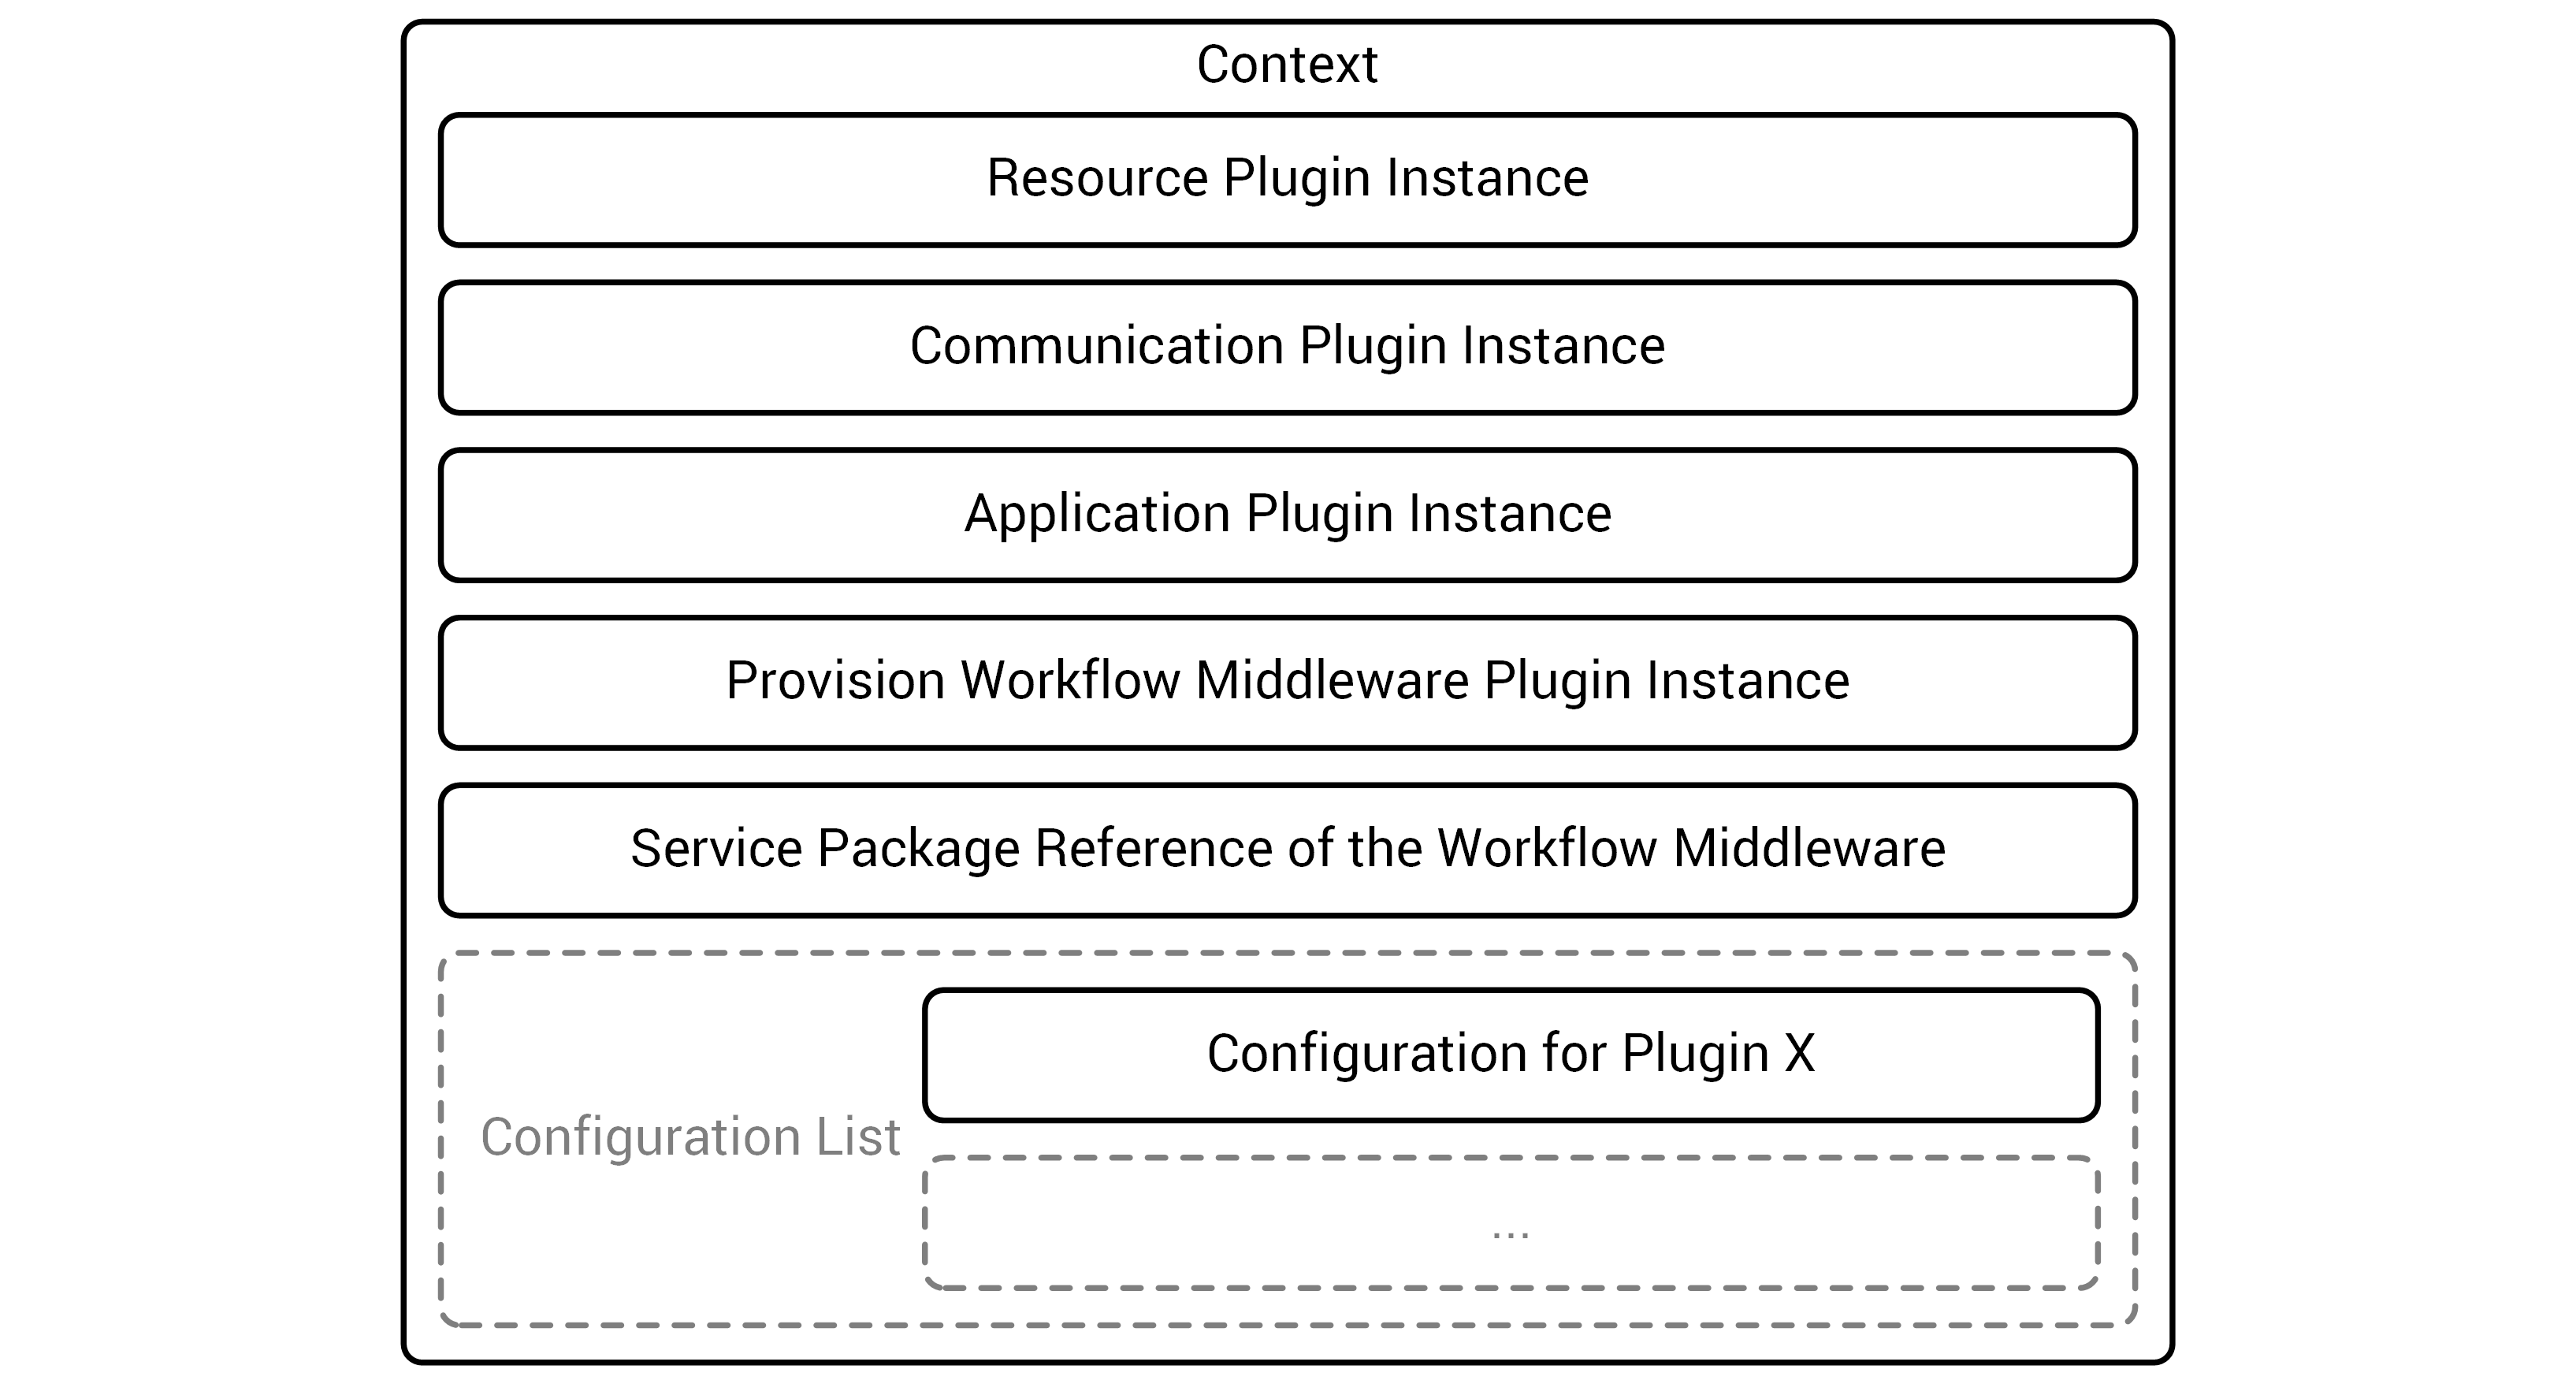 Context
Resource Plugin Instance
Communication Plugin Instance
Application Plugin Instance
Provision Workflow Middleware Plugin Instance
Service Package Reference of the Workflow Middleware
Configuration List
Configuration for Plugin X
...